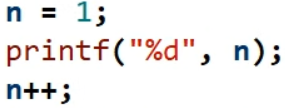 n = 1;
printf("%d", n);
n++;